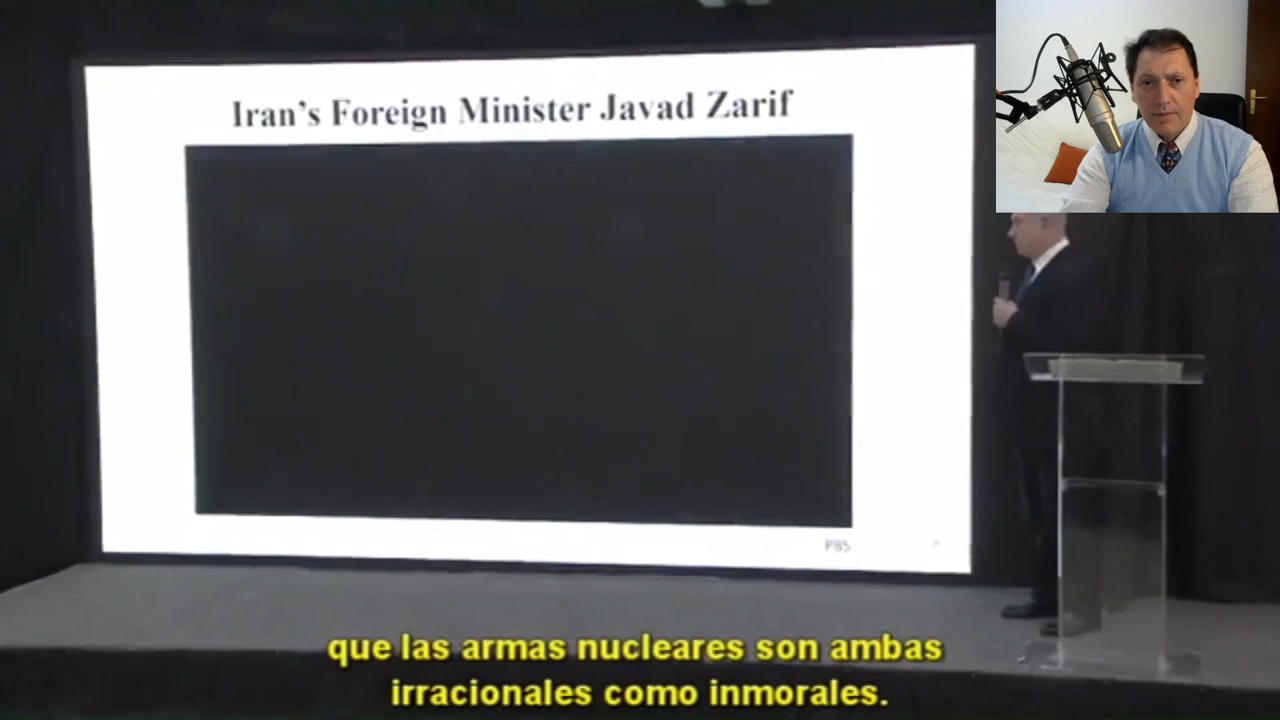 Iran's Foreign Minister Javad Zarif
PBS
que las armas nucleares son ambas
irracionales como inmorales.